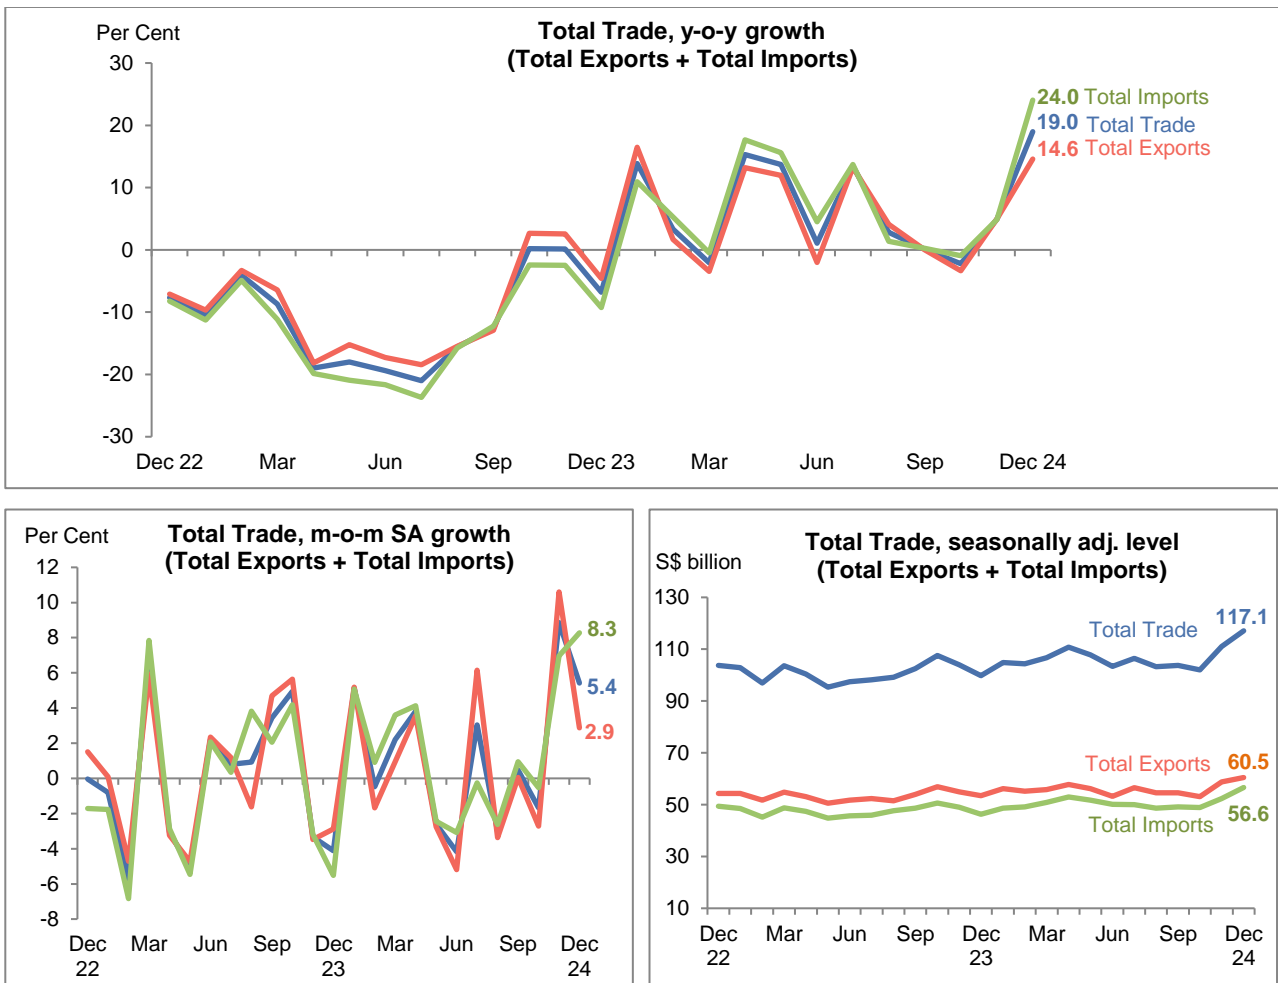 Total Trade, y-o-y growth
(Total Exports + Total Imports)
Per Cent
30
20
10
0
-10
-20
-30
24.0 Total Imports
19.0 Total Trade
14.6 Total Exports
Dec 22 Mar Jun Sep Dec 23 Mar Jun Sep Dec 24
Total Trade, m-o-m SA growth
(Total Exports + Total Imports)
Per Cent
12
10
8
6
4
2
0
-2
-4
-6
-8
8.3
5.4
2.9
Dec Mar Jun Sep Dec Mar Jun Sep Dec
22 23 24
Total Trade, seasonally adj. level
(Total Exports + Total Imports)
S$ billion
130
110
90
70
50
30
10
117.1
Total Trade
Total Exports 60.5
Total Imports 56.6
Dec Mar Jun Sep Dec Mar Jun Sep Dec
22 23 24